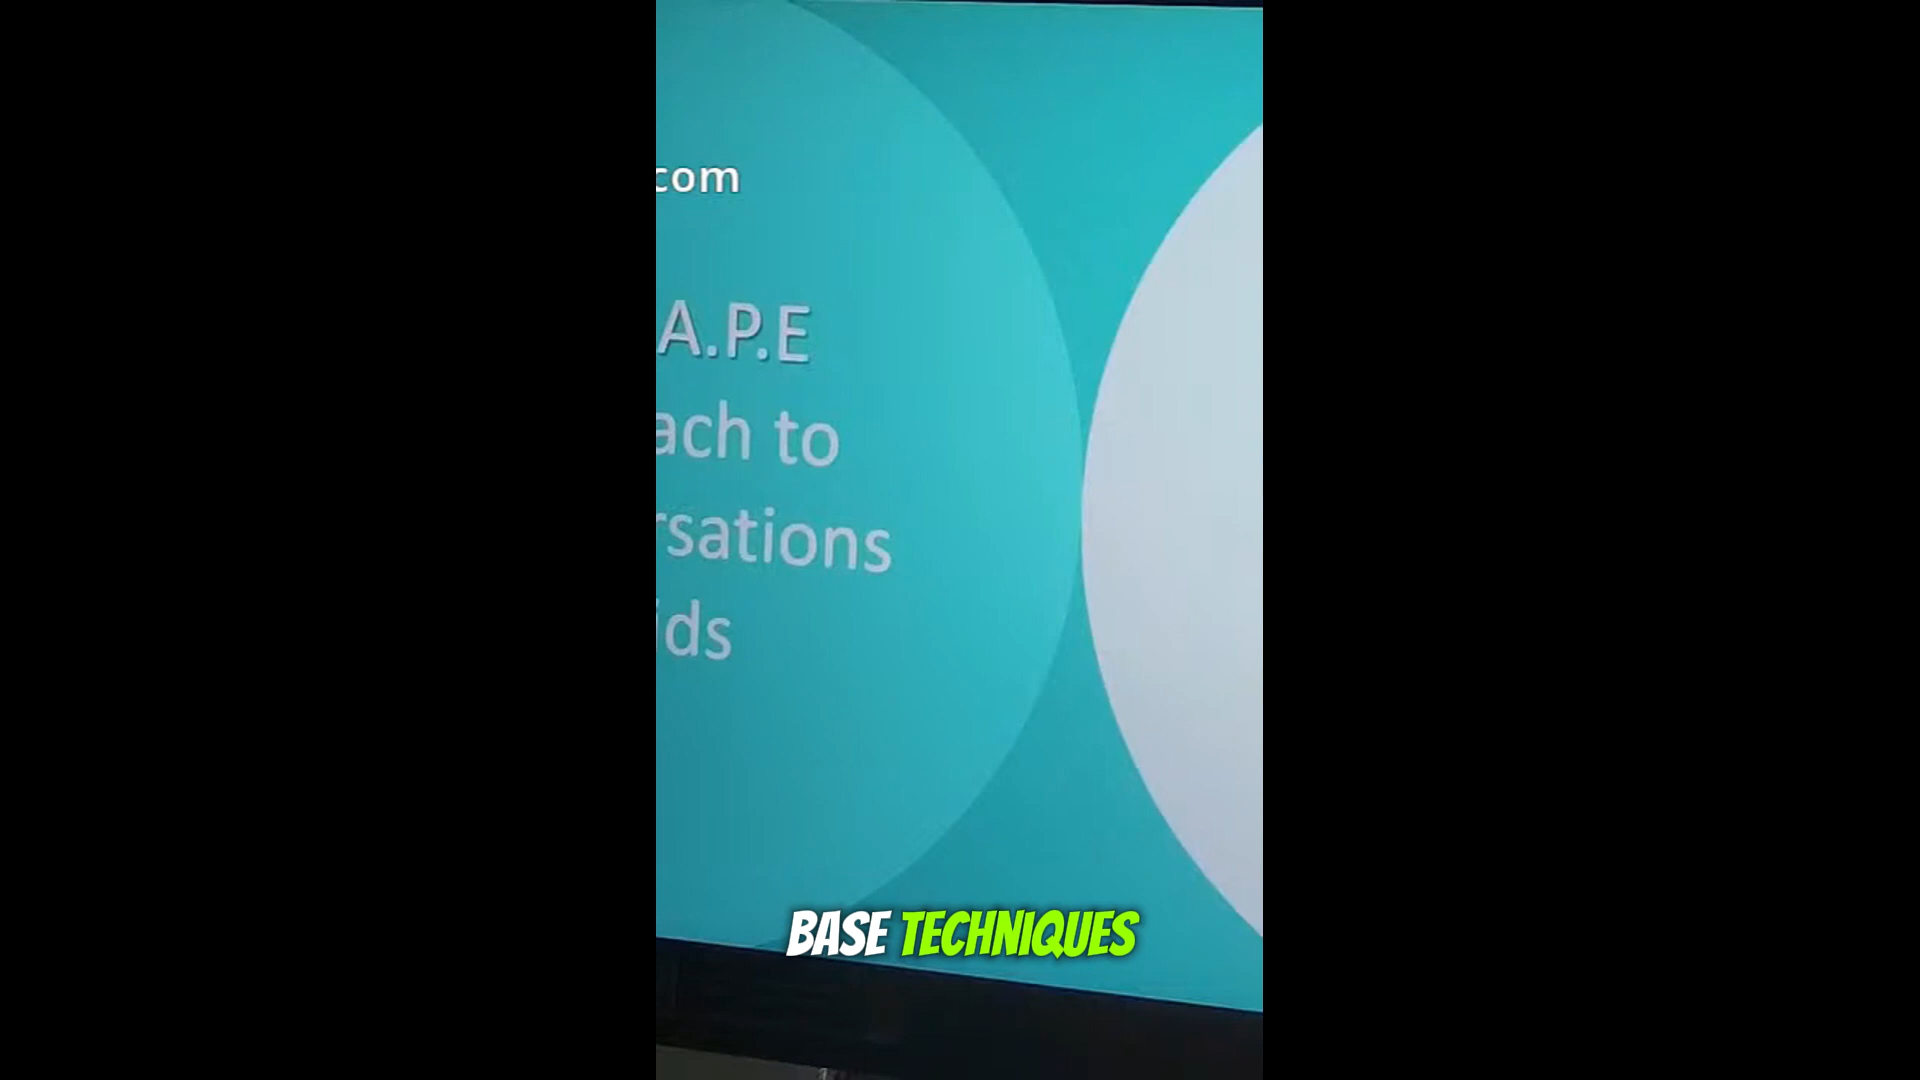 com
A.P.E
ach to
rsations
ids
BASE TECHNIQUES